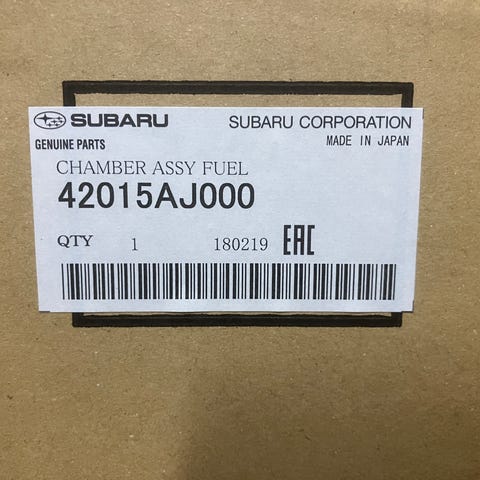 SUBARU SUBARU CORPORATION
GENUINE PARTS MADE IN JAPAN
CHAMBER ASSY FUEL
42015AJ000
QTY 1 180219 EAC